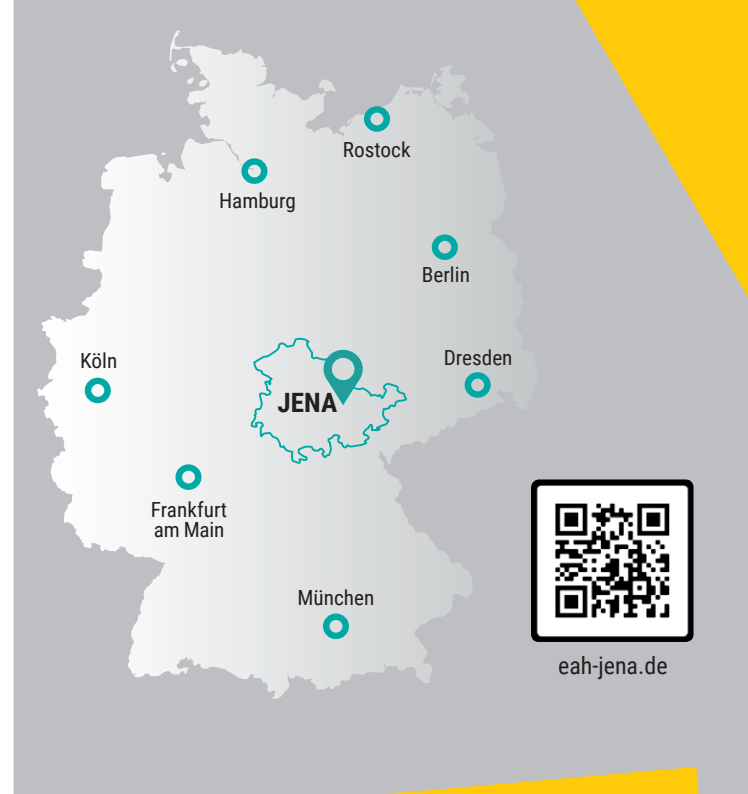 Rostock
Hamburg
Berlin
Köln
Dresden
JENA
Frankfurt
am Main
München
eah-jena.de